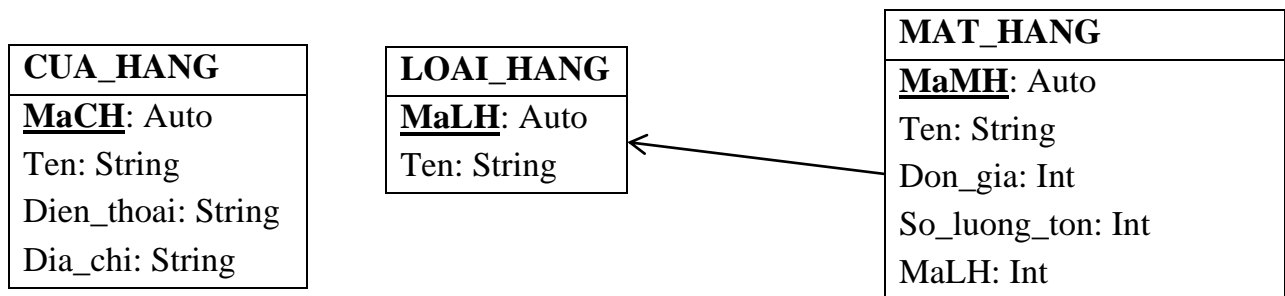 CUA_HANG
MaCH: Auto
Ten: String
Dien_thoai: String
Dia_chi: String
LOAI_HANG
MaLH: Auto
Ten: String
MAT_HANG
MaMH: Auto
Ten: String
Don_gia: Int
So_luong_ton: Int
MaLH: Int